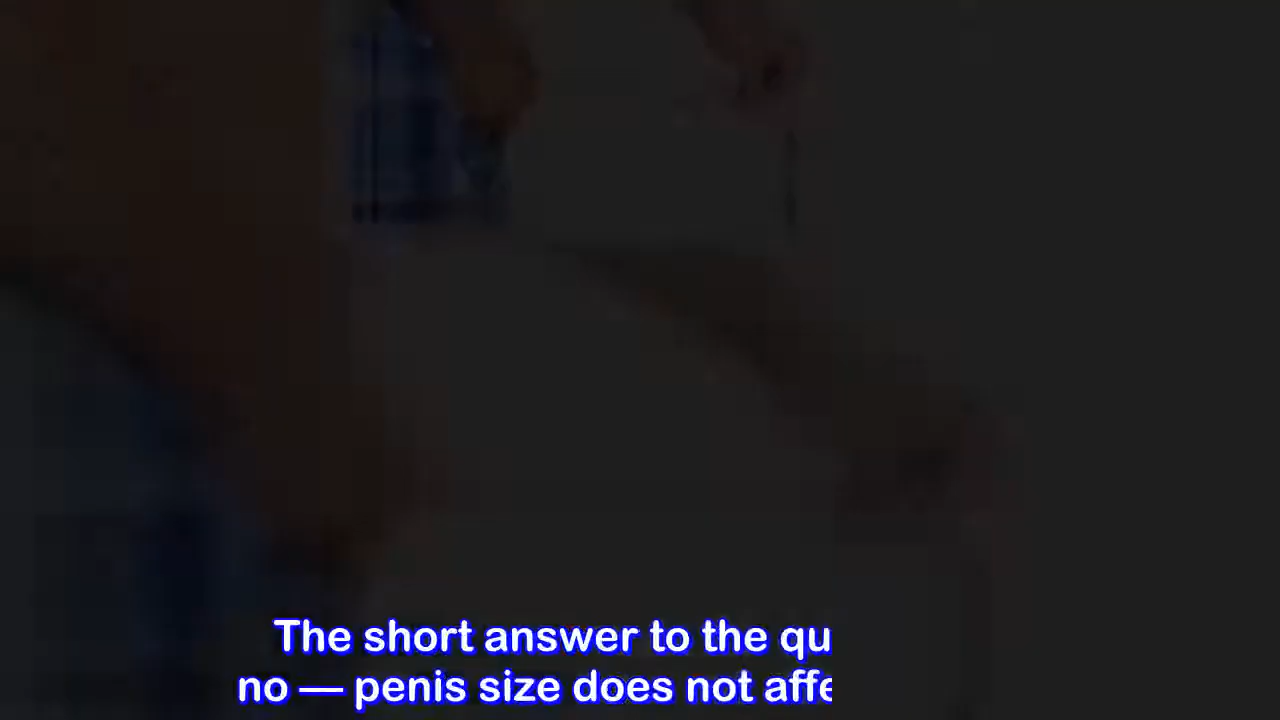 The short answer to the qu
no — penis size does not affe